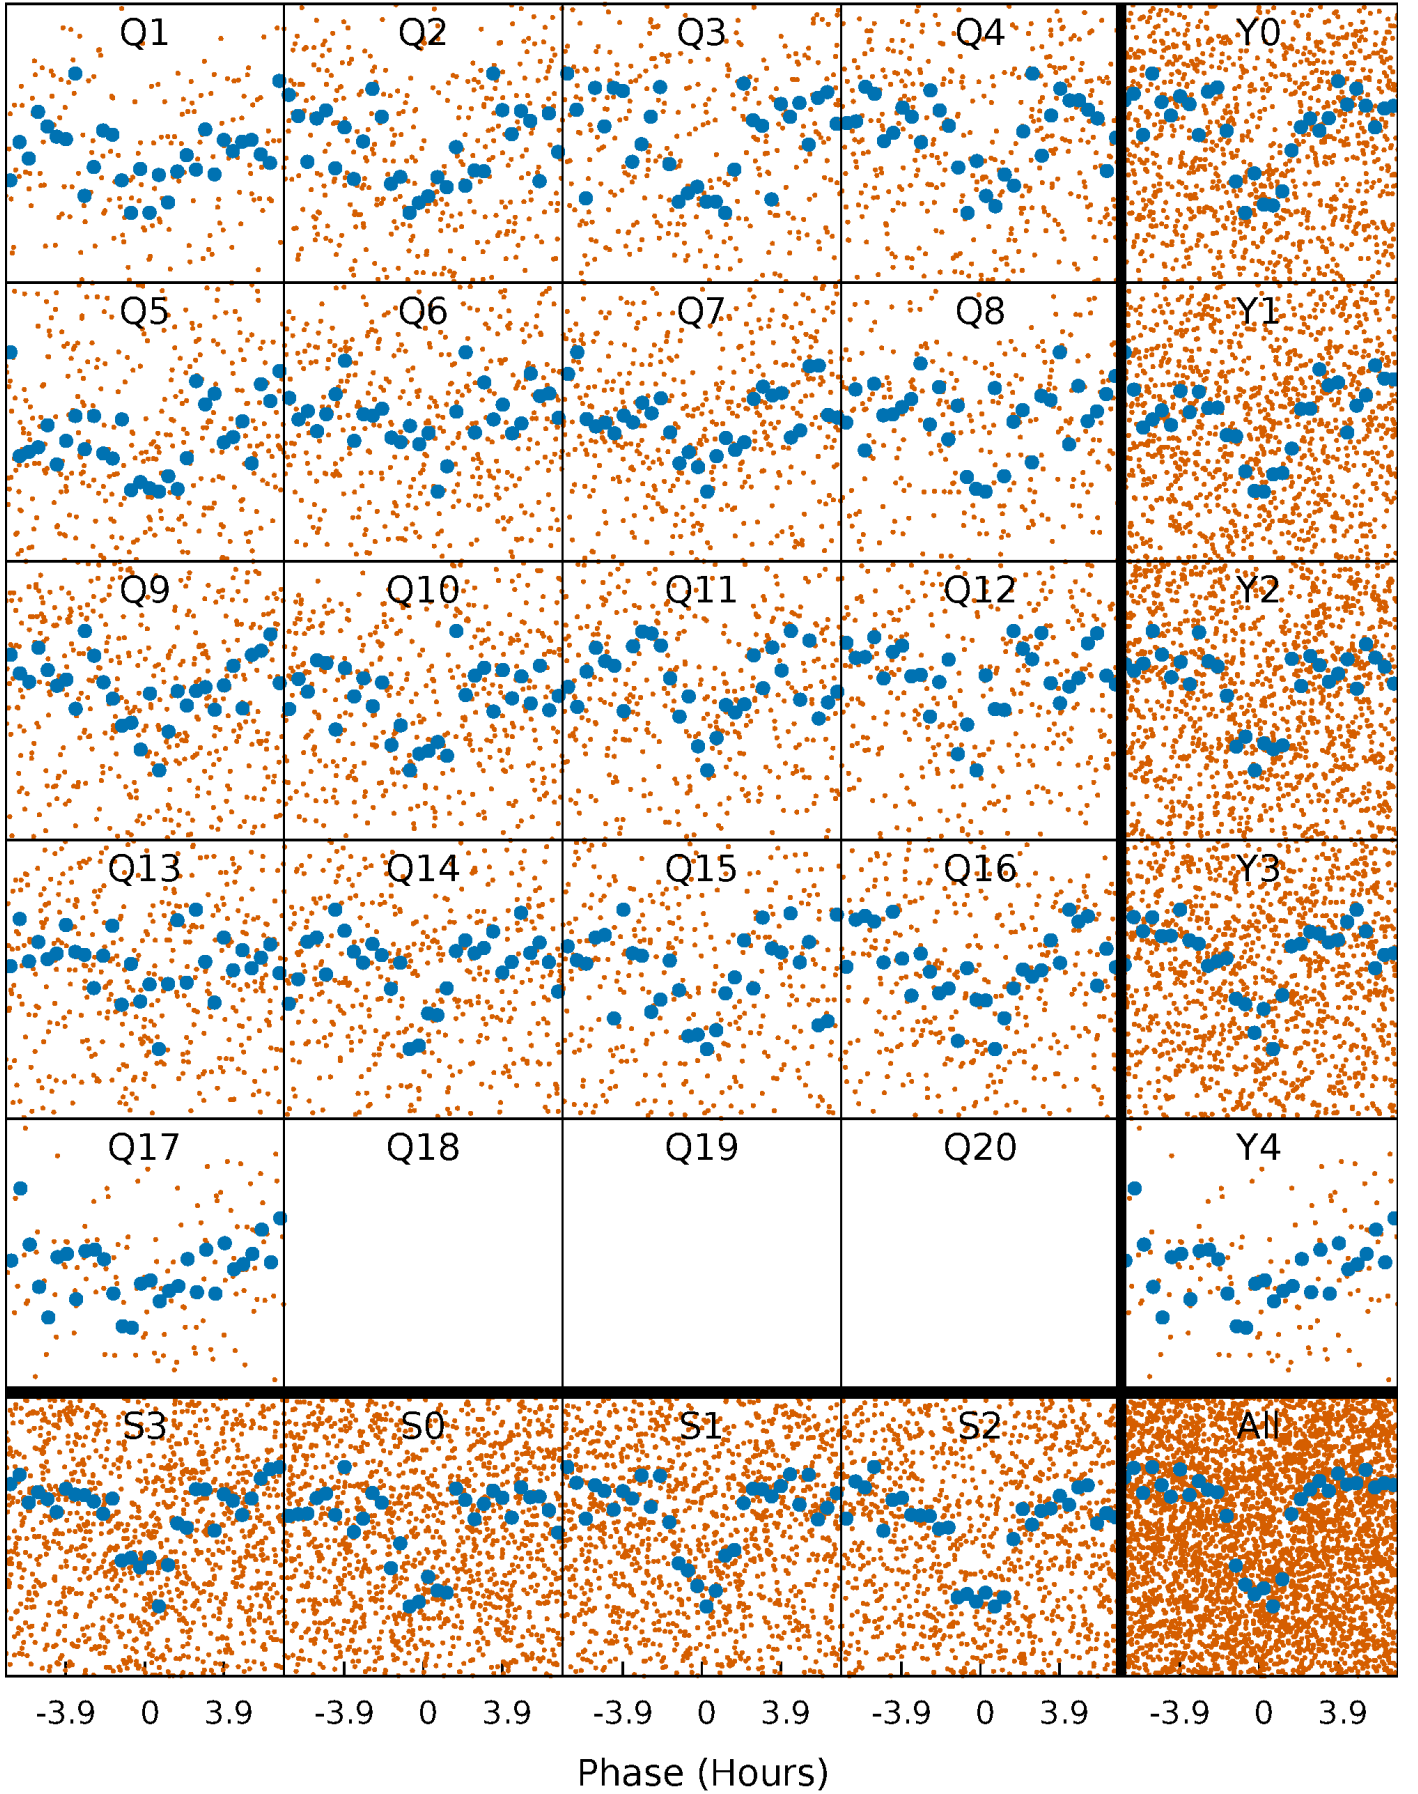 Q1 Q2 Q3 Q4 Y0
Q5 Q6 Q7 Q8 Y1
Q9 Q10 Q11 Q12 Y2
Q13 Q14 Q15 Q16 Y3
Q17 Q18 Q19 Q20 Y4
S3 S0 S1 S2 All
-3.9 0 3.9 -3.9 0 3.9 -3.9 0 3.9 -3.9 0 3.9 -3.9 0 3.9
Phase (Hours)